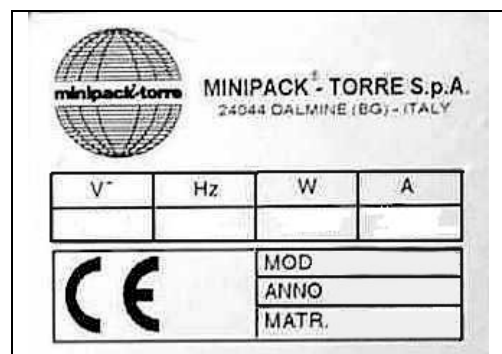 minipack-torre
MINIPACK® - TORRE S.p.A.
24044 DALMINE (BG) - ITALY
V~ Hz W A
CE
MOD
ANNO
MATR.